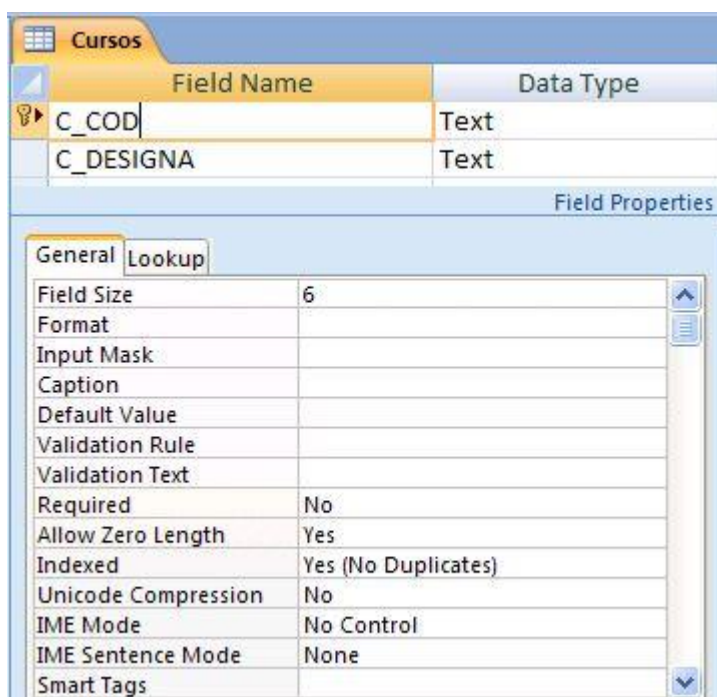 Cursos
Field Name Data Type
C_COD Text
C_DESIGNA Text
Field Properties
General Lookup
Field Size 6
Format
Input Mask
Caption
Default Value
Validation Rule
Validation Text
Required No
Allow Zero Length Yes
Indexed Yes (No Duplicates)
Unicode Compression No
IME Mode No Control
IME Sentence Mode None
Smart Tags